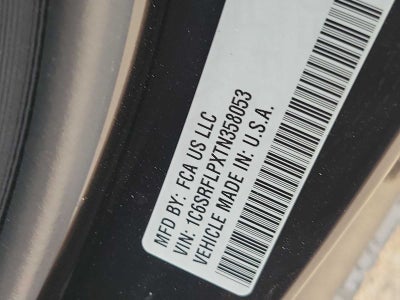 MFD BY: FCA US LLC
VIN: 1C6SRFLPXTN358053
VEHICLE MADE IN: U.S.A.